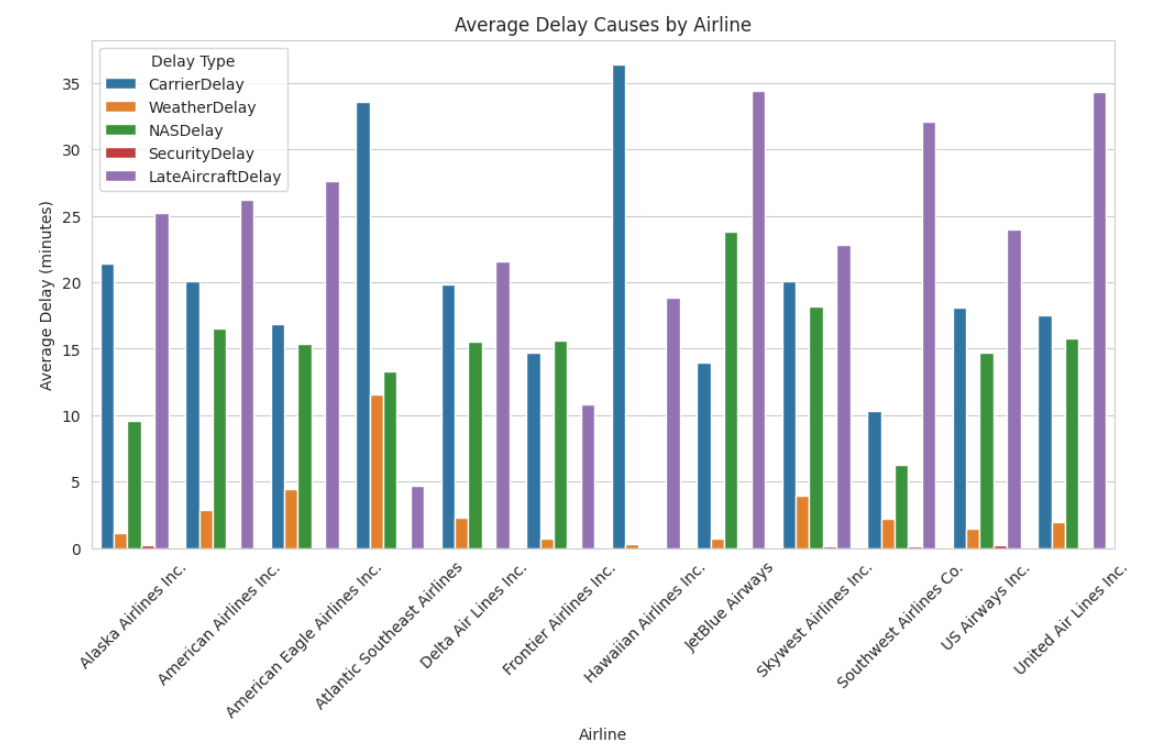 Average Delay Causes by Airline
Delay Type
CarrierDelay
WeatherDelay
NASDelay
SecurityDelay
LateAircraftDelay
Average Delay (minutes)
35
30
25
20
15
10
5
0
Alaska Airlines Inc.
American Airlines Inc.
American Eagle Airlines Inc.
Atlantic Southeast Airlines
Delta Air Lines Inc.
Frontier Airlines Inc.
Hawaiian Airlines Inc.
JetBlue Airways
Skywest Airlines Inc.
Southwest Airlines Co.
US Airways Inc.
United Air Lines Inc.
Airline